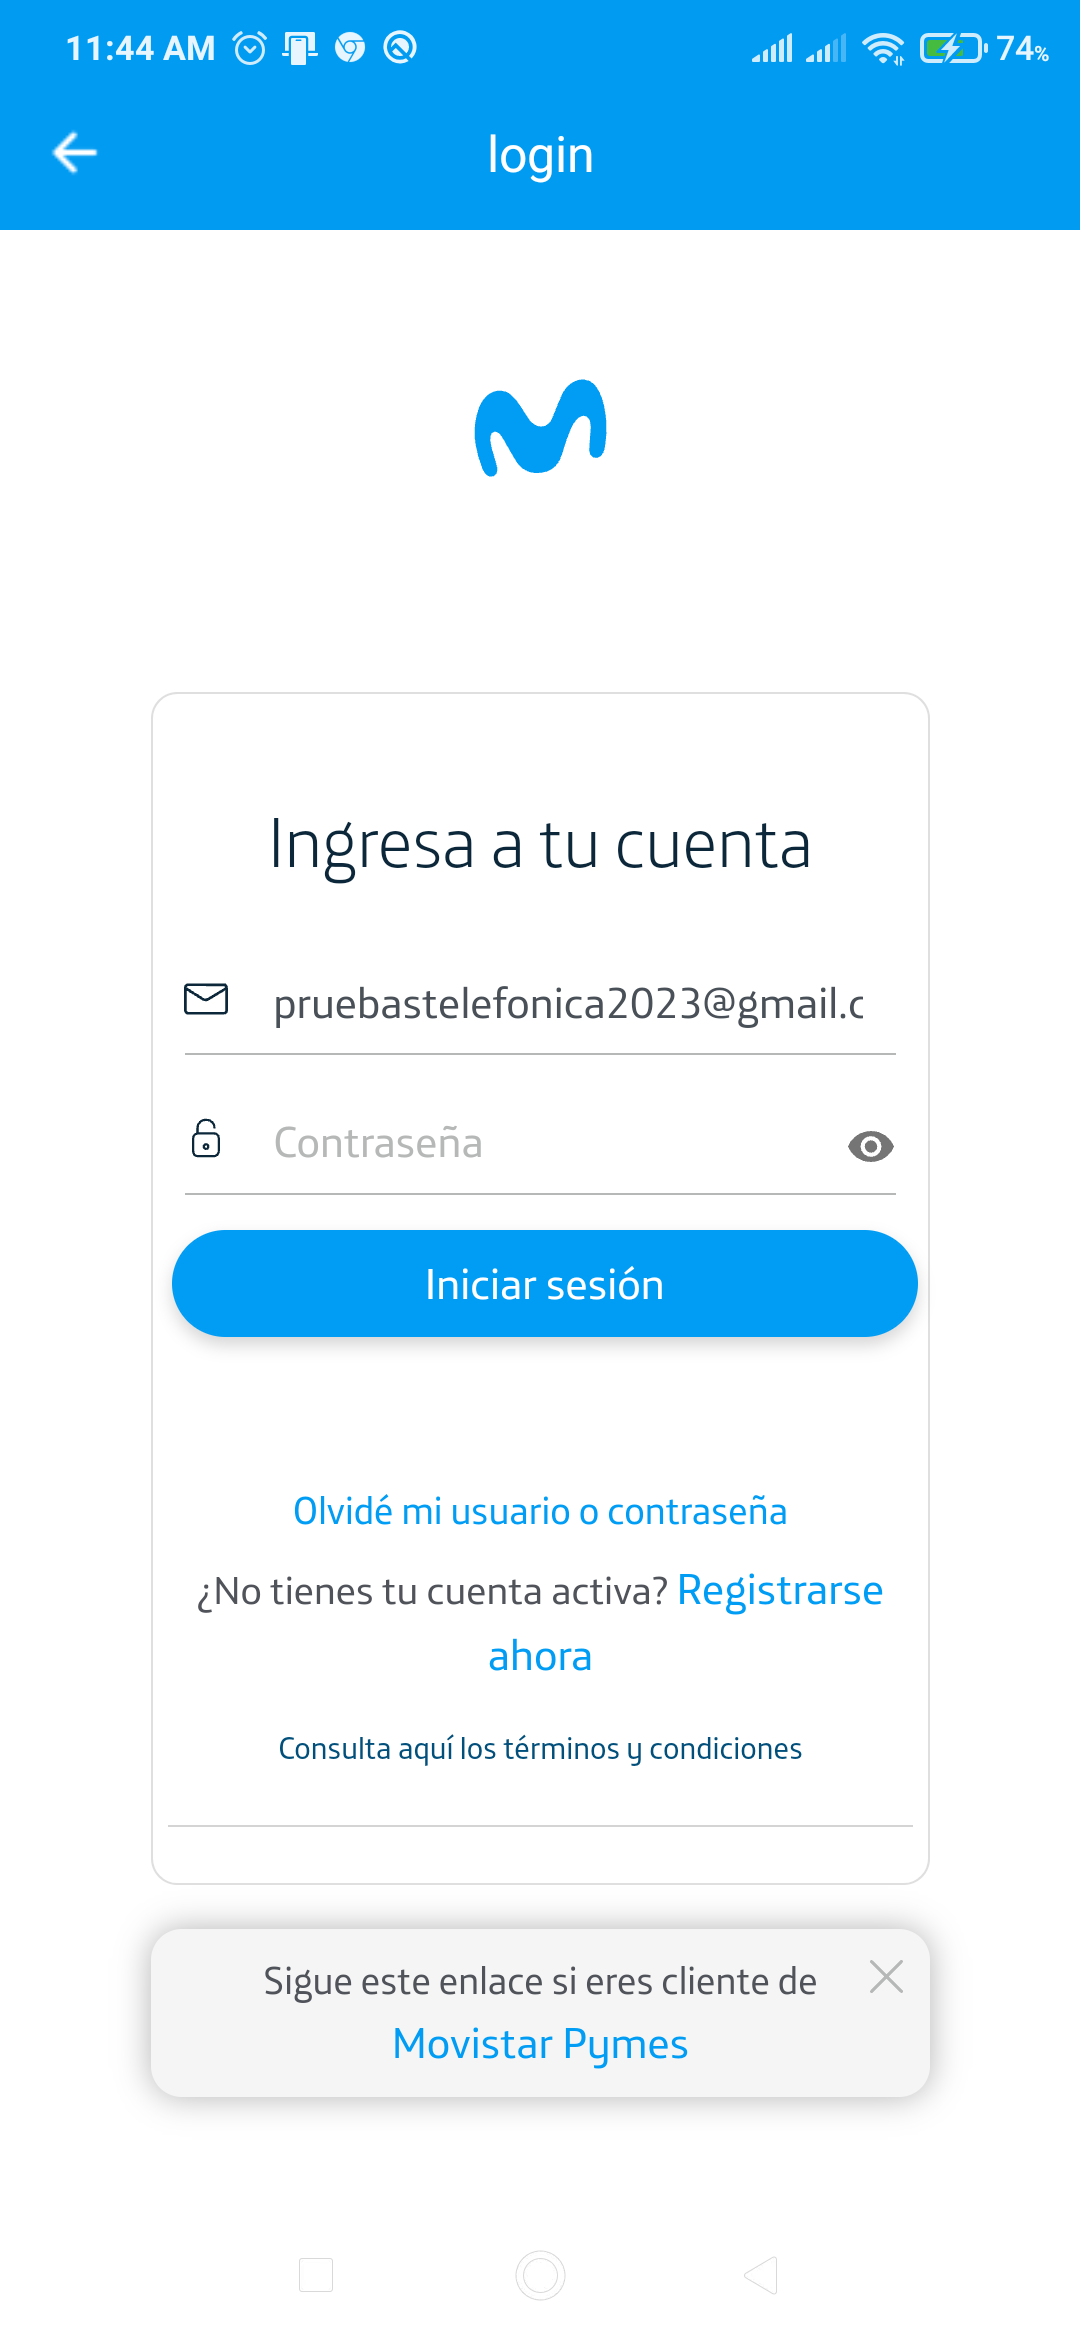 11:44 AM 74%
login
Ingresa a tu cuenta
pruebastelefonica2023@gmail.c
Contraseña
Iniciar sesión
Olvidé mi usuario o contraseña
¿No tienes tu cuenta activa? Registrarse
ahora
Consulta aquí los términos y condiciones
Sigue este enlace si eres cliente de
Movistar Pymes